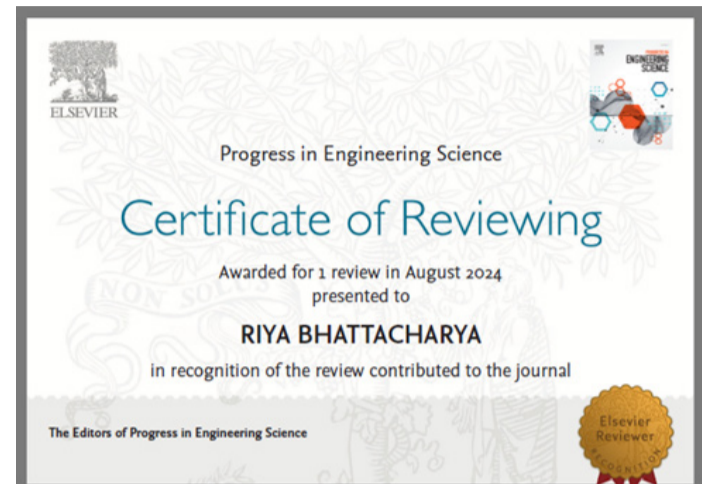 ELSEVIER
ENGINEERING
SCIENCE
Progress in Engineering Science
Certificate of Reviewing
Awarded for 1 review in August 2024
presented to
RIYA BHATTACHARYA
in recognition of the review contributed to the journal
NON SOLUS
The Editors of Progress in Engineering Science
Elsevier
Reviewer
RECOGNITION